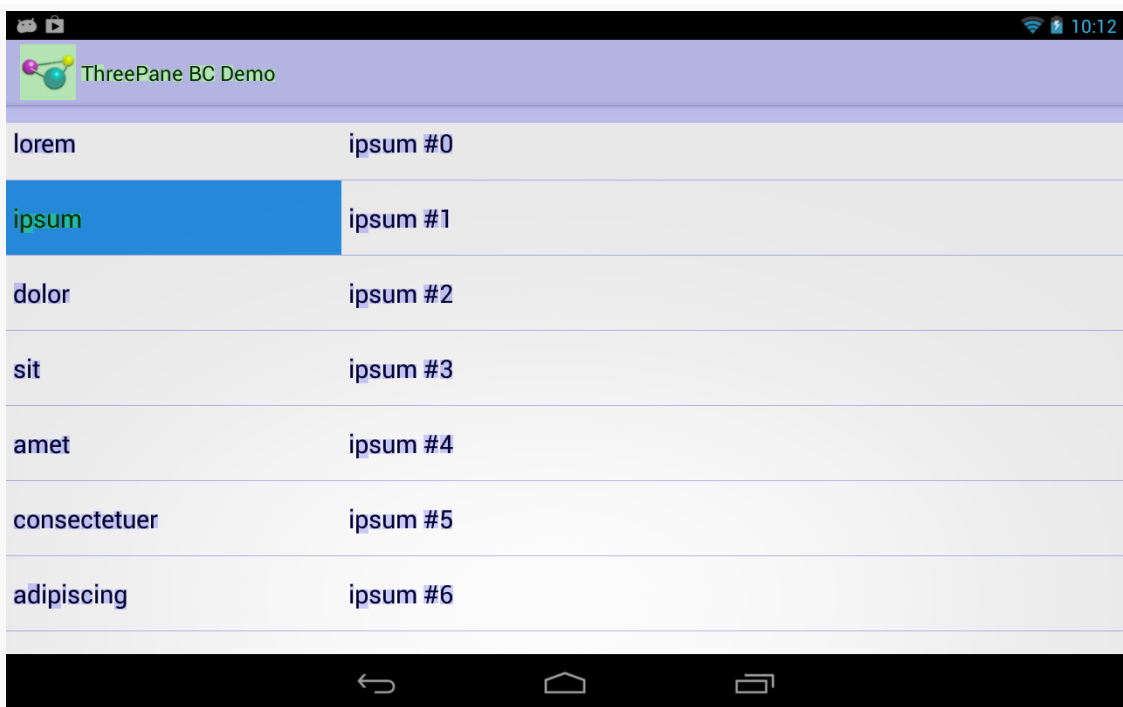 10:12
ThreePane BC Demo
lorem ipsum #0
ipsum ipsum #1
dolor ipsum #2
sit ipsum #3
amet ipsum #4
consectetuer ipsum #5
adipiscing ipsum #6